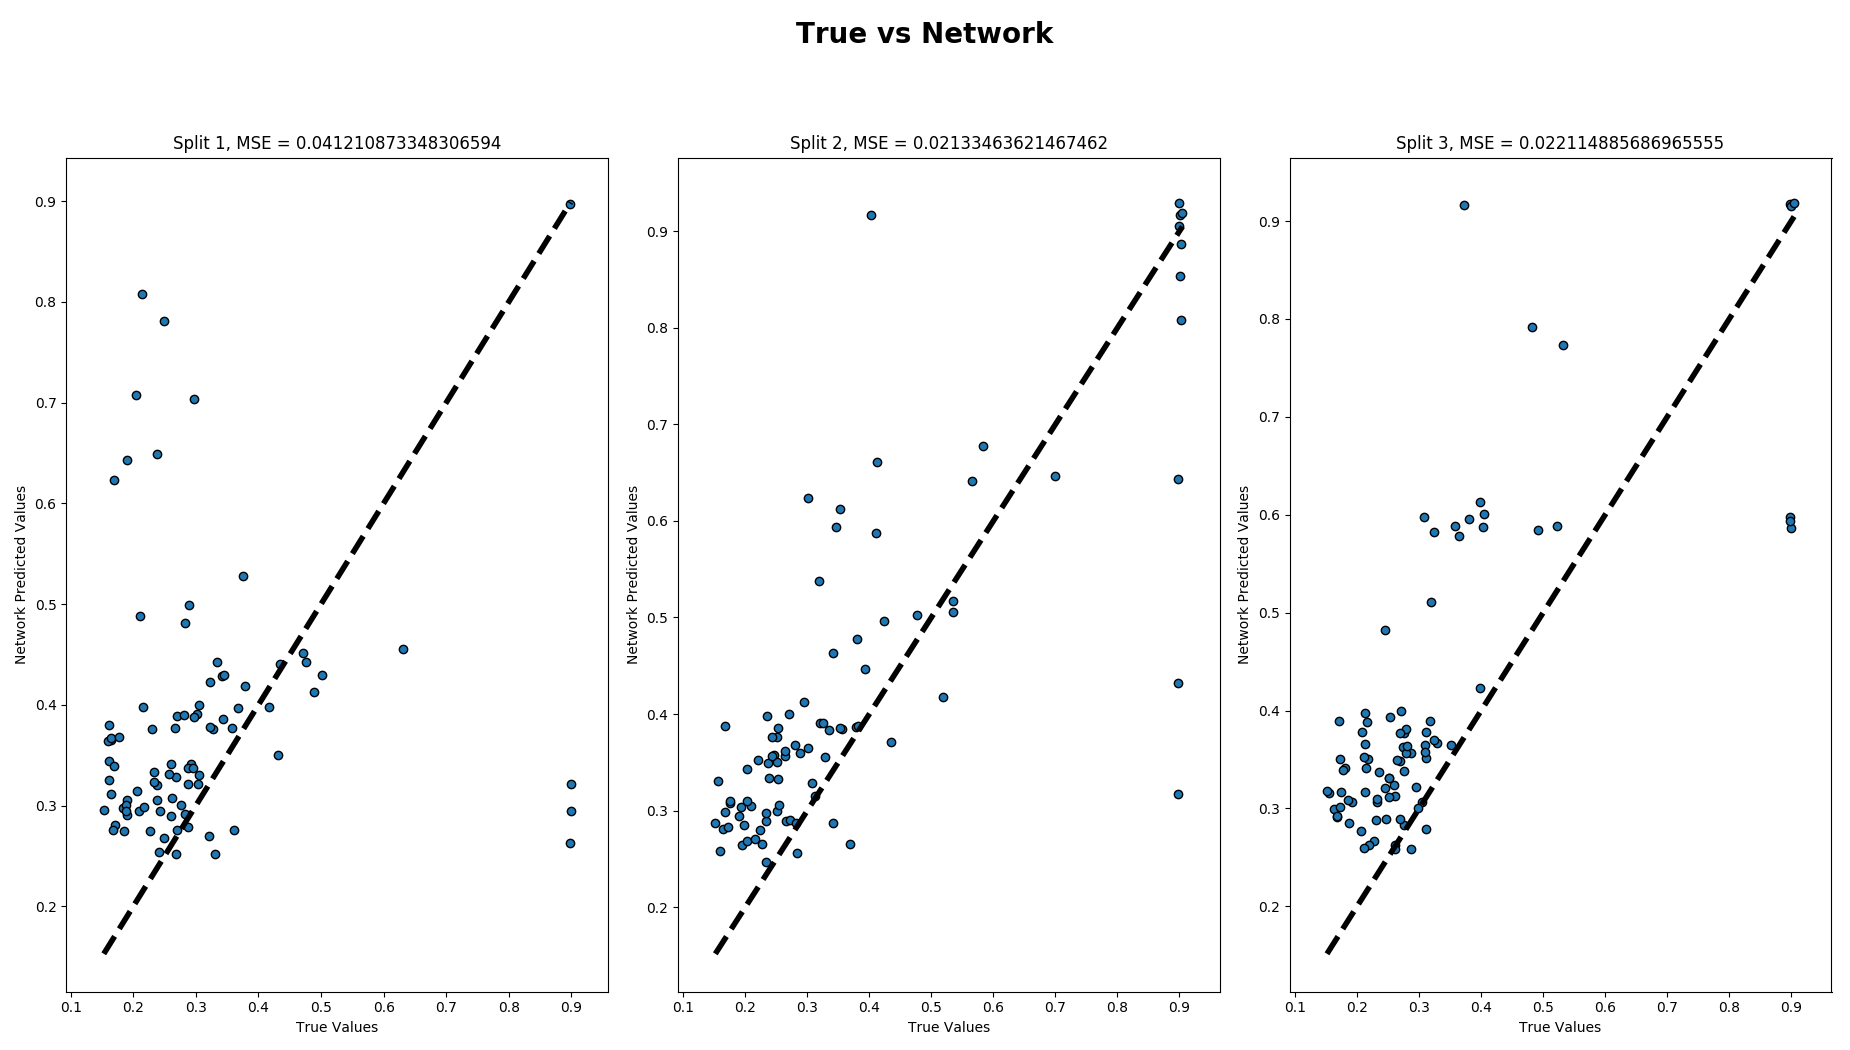 True vs Network
Split 1, MSE = 0.041210873348306594
Network Predicted Values
0.9
0.8
0.7
0.6
0.5
0.4
0.3
0.2
0.1 0.2 0.3 0.4 0.5 0.6 0.7 0.8 0.9
True Values
Split 2, MSE = 0.02133463621467462
Network Predicted Values
0.9
0.8
0.7
0.6
0.5
0.4
0.3
0.2
0.1 0.2 0.3 0.4 0.5 0.6 0.7 0.8 0.9
True Values
Split 3, MSE = 0.022114885686965555
Network Predicted Values
0.9
0.8
0.7
0.6
0.5
0.4
0.3
0.2
0.1 0.2 0.3 0.4 0.5 0.6 0.7 0.8 0.9
True Values